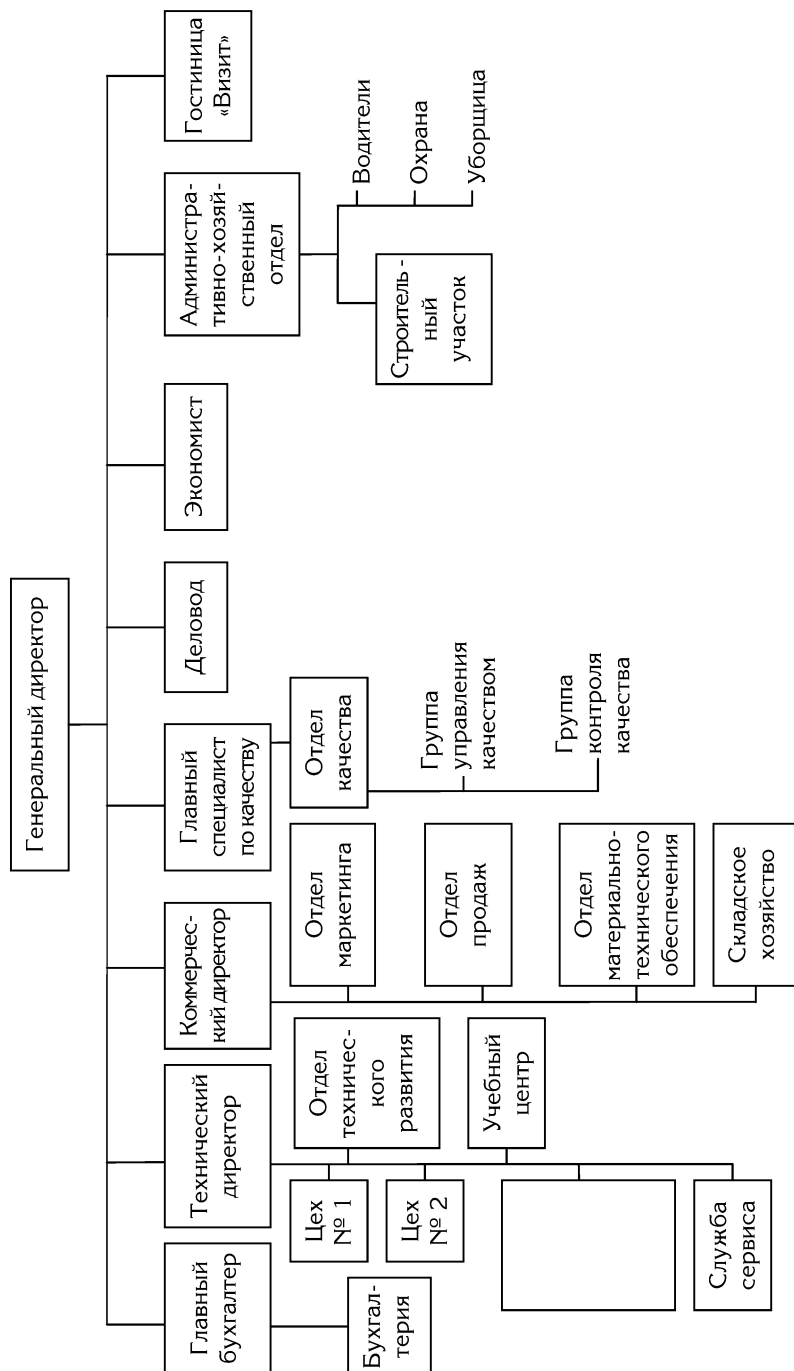 Генеральный директор
Главный
бухгалтер
Технический
директор
Коммерчес-
кий директор
Главный
специалист
по качеству
Деловод
Экономист
Администра-
тивно-хозяй-
ственный
отдел
Гостиница
«Визит»
Бухгал-
терия
Цех
№ 1
Цех
№ 2
Служба
сервиса
Отдел
техничес-
кого
развития
Учебный
центр
Отдел
маркетинга
Отдел
продаж
Отдел
материально-
технического
обеспечения
Складское
хозяйство
Отдел
качества
Группа
управления
качеством
Группа
контроля
качества
Строитель-
ный
участок
Водители
Охрана
Уборщица